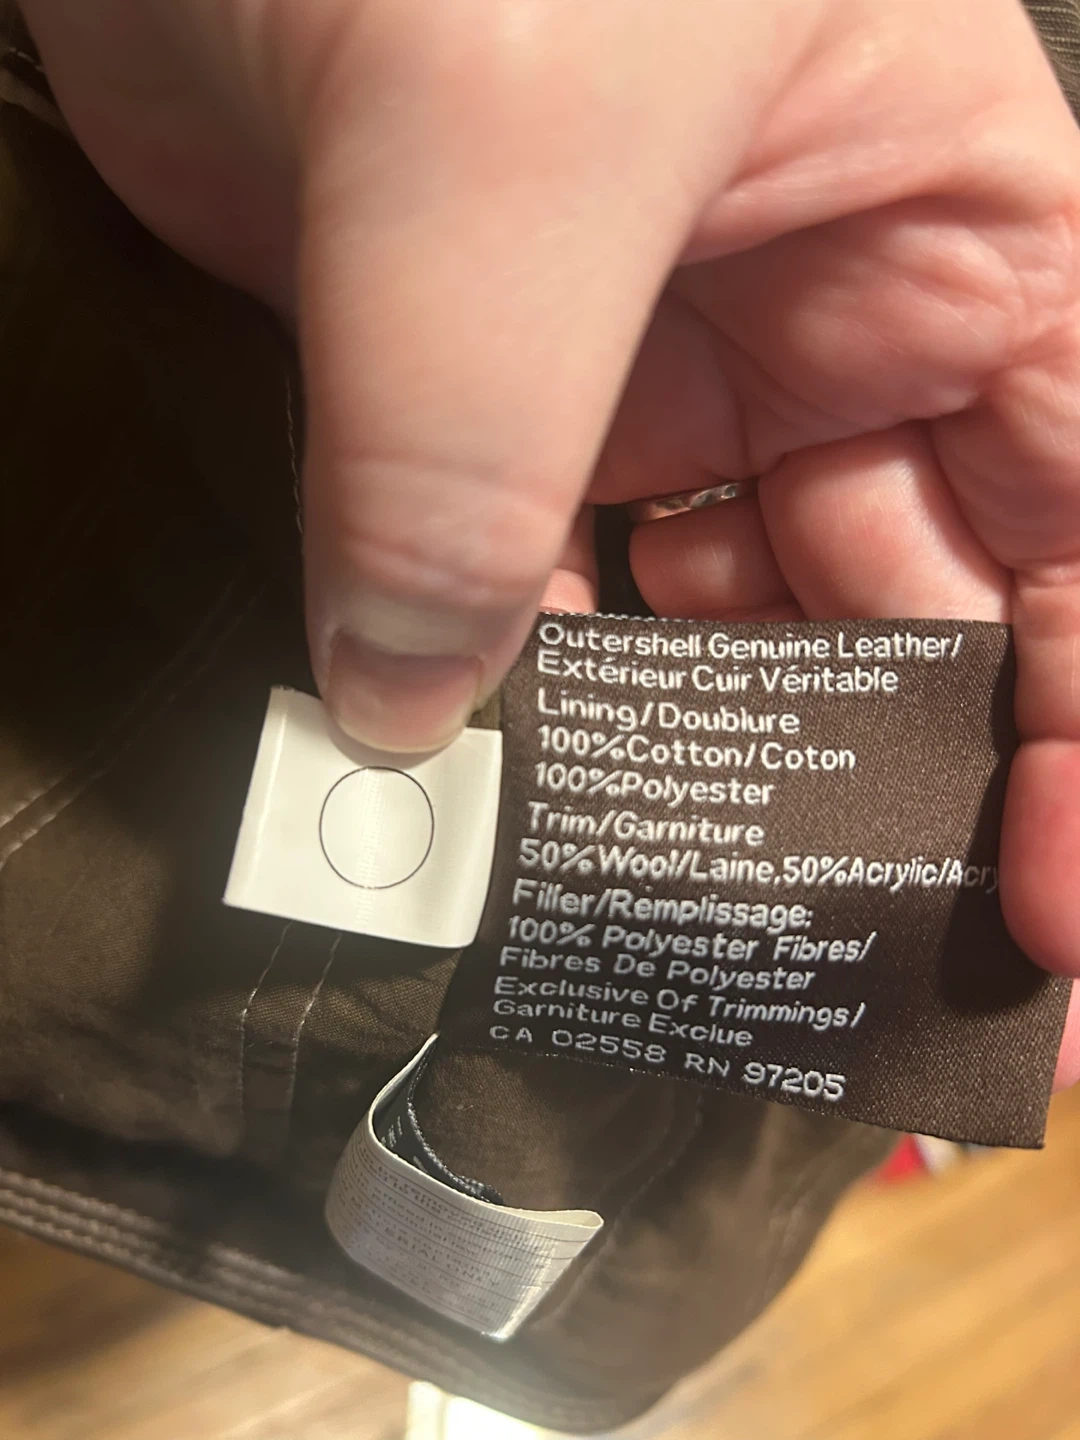 Outershell Genuine Leather/
Extérieur Cuir Véritable
Lining/Doublure
100%Cotton/Coton
100%Polyester
Trim/Garniture
50%Wool/Laine,50%Acrylic/Acry
Filler/Remplissage:
100% Polyester Fibres/
Fibres De Polyester
Exclusive Of Trimmings/
Garniture Exclue
CA 02558 RN 97205